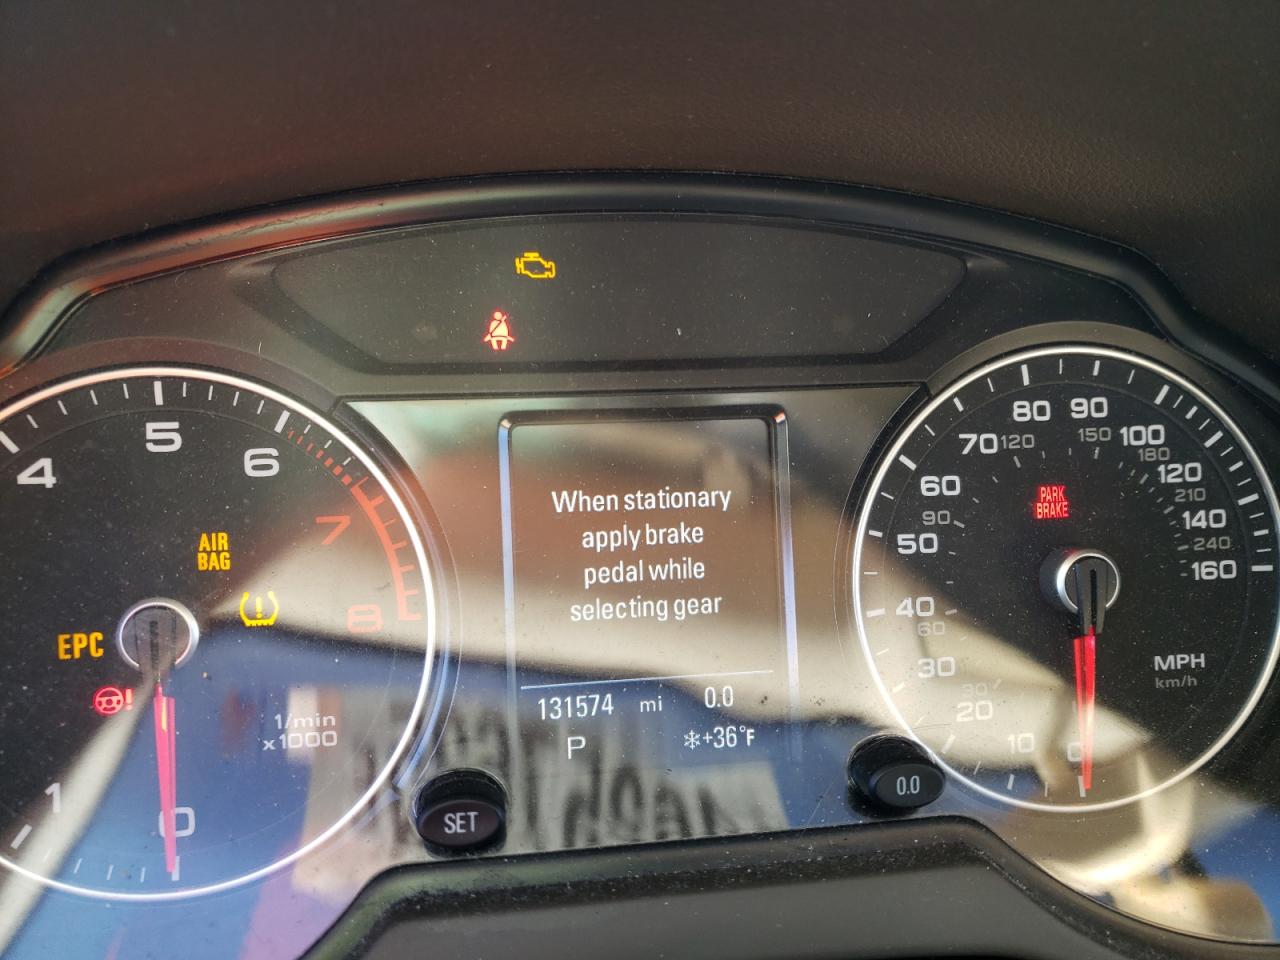 4
5
6
7
8
AIR
BAG
EPC
1/min
x1000
1
0
SET
When stationary
apply brake
pedal while
selecting gear
131574 mi 0.0
P
+36°F
0.0
PARK
BRAKE
MPH
km/h
0
10
20
30
30
40
60
50
90
60
70
120
80
90
150
100
180
120
210
140
240
160